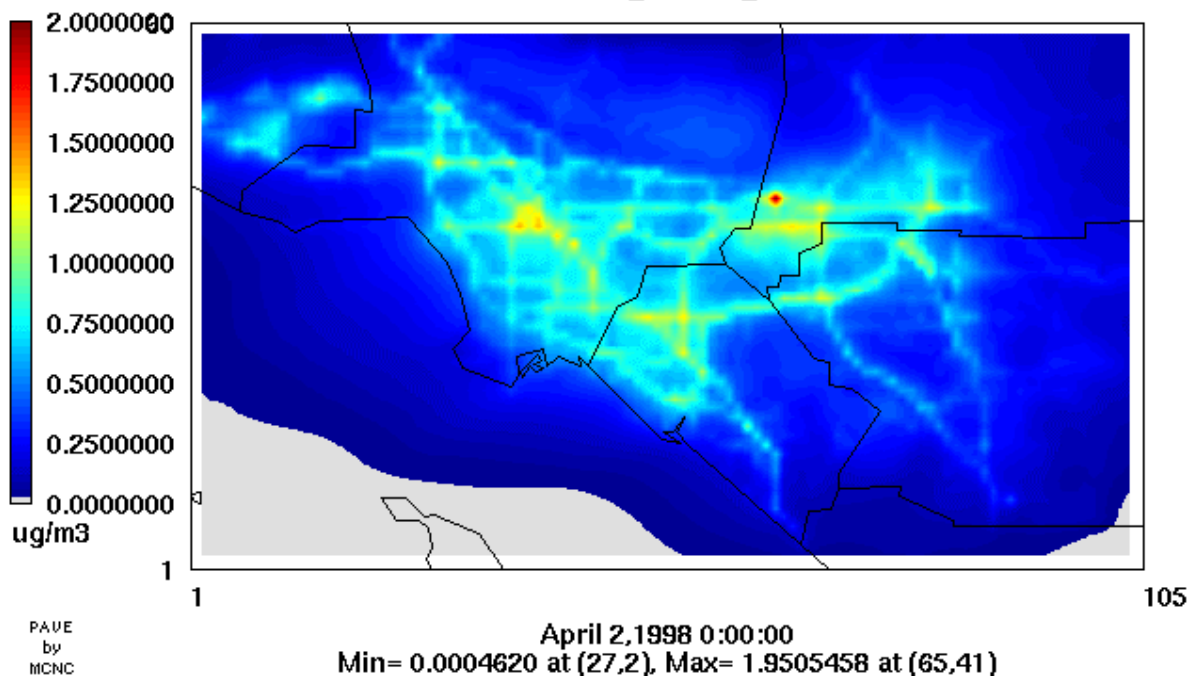 2.0000000
1.7500000
1.5000000
1.2500000
1.0000000
0.7500000
0.5000000
0.2500000
0.0000000
ug/m3
1
1
105
PAVE
by
MCNC
April 2,1998 0:00:00
Min= 0.0004620 at (27,2), Max= 1.9505458 at (65,41)